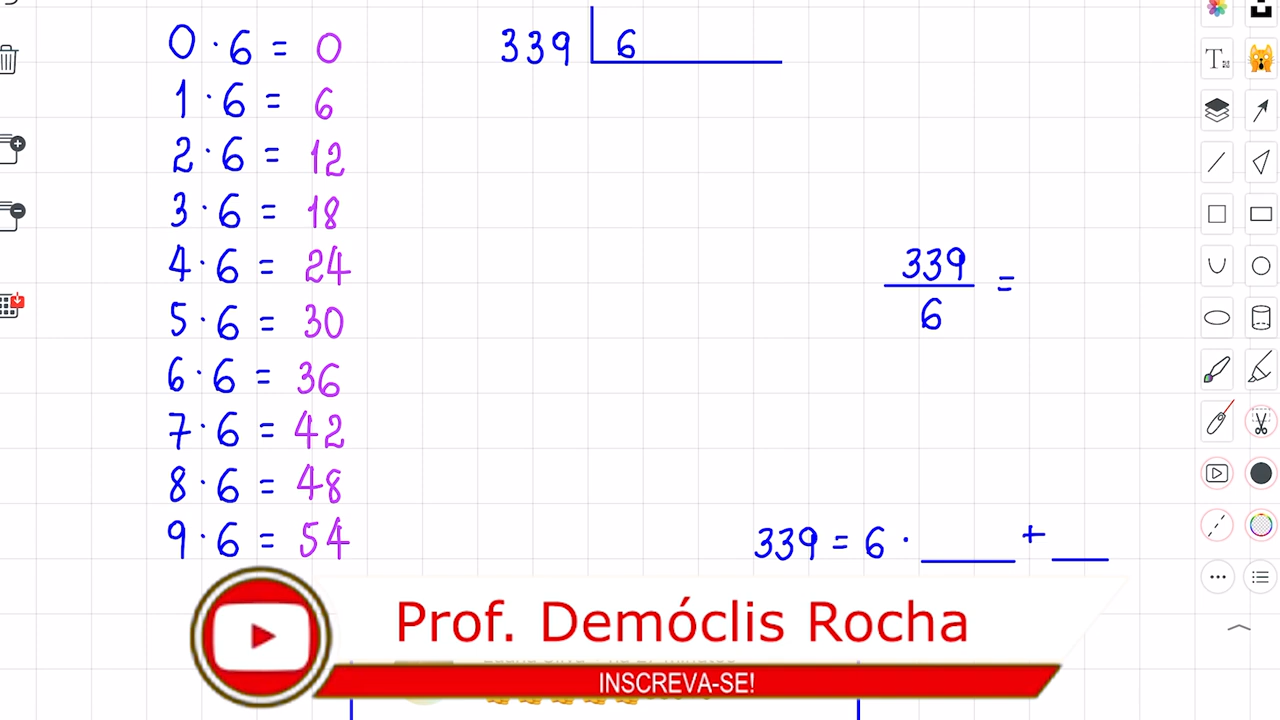 0 · 6 = 0
1 · 6 = 6
2 · 6 = 12
3 · 6 = 18
4 · 6 = 24
5 · 6 = 30
6 · 6 = 36
7 · 6 = 42
8 · 6 = 48
9 · 6 = 54
339 6
339
6
=
339 = 6 · ____ + ___
Prof. Demóclis Rocha
INSCREVA-SE!